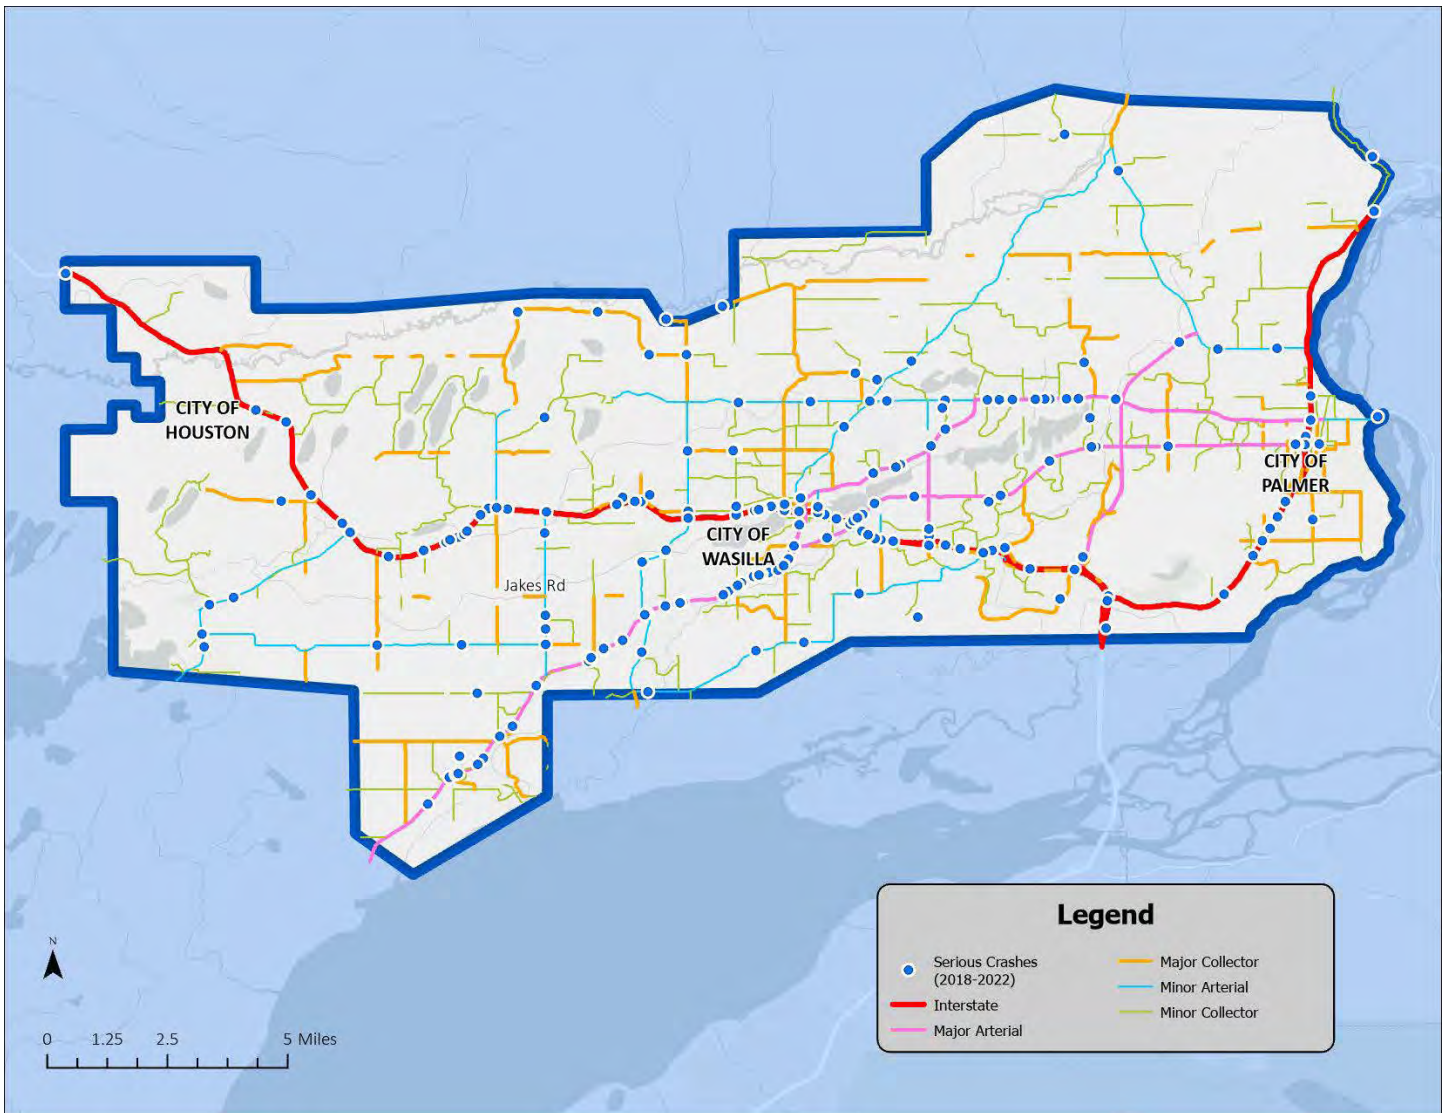 CITY OF
HOUSTON
CITY OF
PALMER
CITY OF
WASILLA
Jakes Rd
Legend
Serious Crashes
(2018-2022)
Interstate
Major Arterial
Major Collector
Minor Arterial
Minor Collector
N
0 1.25 2.5 5 Miles